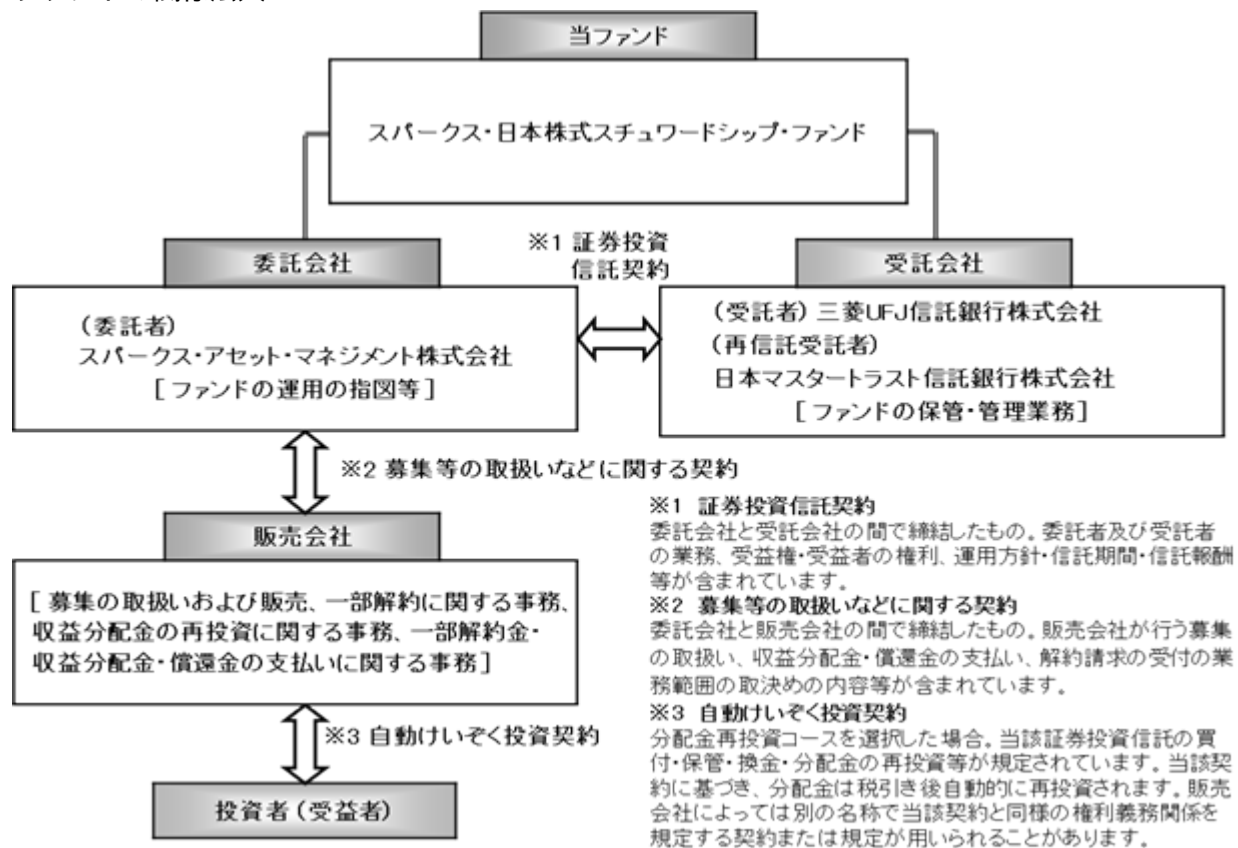 当ファンド
スパークス・日本株式スチュワードシップ・ファンド
※1 証券投資
信託契約
委託会社
(委託者)
スパークス・アセット・マネジメント株式会社
[ファンドの運用の指図等]
受託会社
(受託者) 三菱UFJ信託銀行株式会社
(再信託受託者)
日本マスタートラスト信託銀行株式会社
[ファンドの保管・管理業務]
※2 募集等の取扱いなどに関する契約
販売会社
[募集の取扱いおよび販売、一部解約に関する事務、
収益分配金の再投資に関する事務、一部解約金・
収益分配金・償還金の支払いに関する事務]
※3 自動けいぞく投資契約
投資者(受益者)
※1 証券投資信託契約
委託会社と受託会社の間で締結したもの。委託者及び受託者
の業務、受益権・受益者の権利、運用方針・信託期間・信託報酬
等が含まれています。
※2 募集等の取扱いなどに関する契約
委託会社と販売会社の間で締結したもの。販売会社が行う募集
の取扱い、収益分配金・償還金の支払い、解約請求の受付の業
務範囲の取決めの内容等が含まれています。
※3 自動けいぞく投資契約
分配金再投資コースを選択した場合。当該証券投資信託の買
付・保管・換金・分配金の再投資等が規定されています。当該契
約に基づき、分配金は税引き後自動的に再投資されます。販売
会社によっては別の名称で当該契約と同様の権利義務関係を
規定する契約または規定が用いられることがあります。